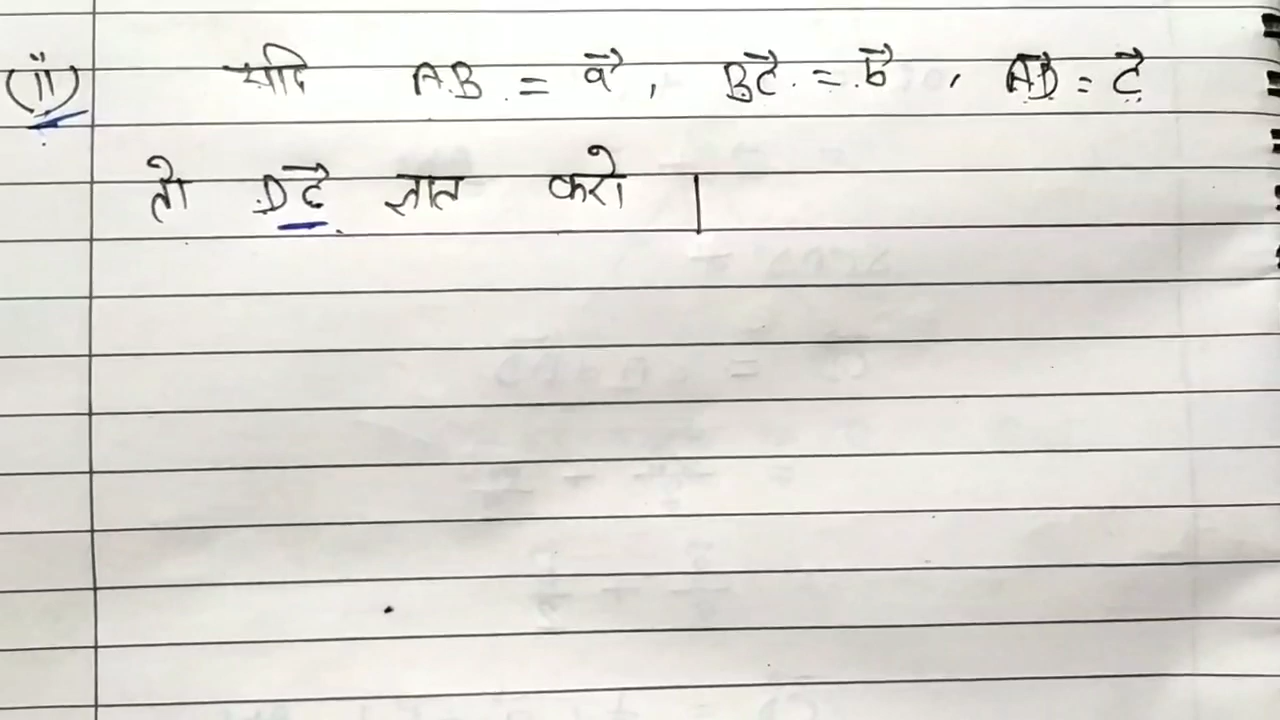 (ii) यदि AB = a⃗, BC⃗ = b⃗, AD⃗ = c⃗
तो DC⃗ ज्ञात करो |